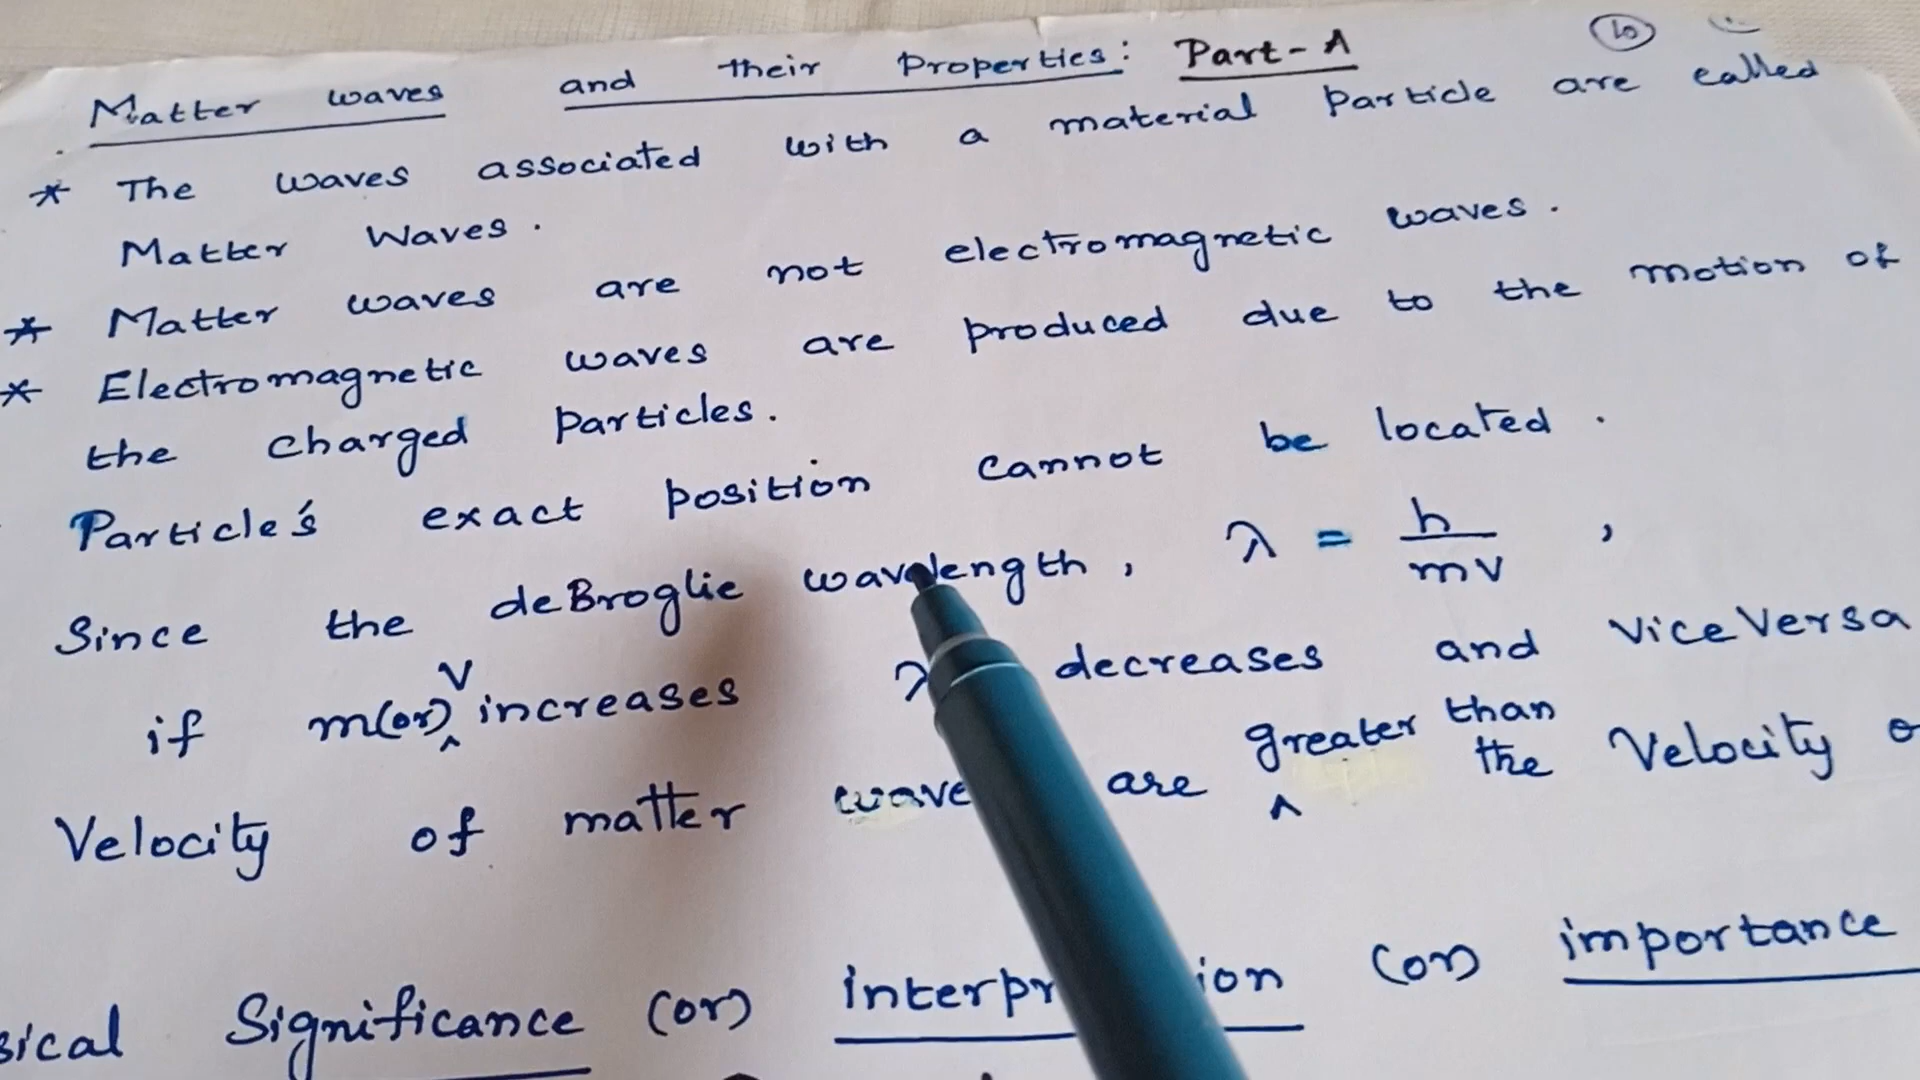 Matter waves and their Properties: Part-A 10
* The waves associated with a material particle are called
Matter Waves.
* Matter waves are not electromagnetic waves.
* Electromagnetic waves are produced due to the motion of
the charged particles.
Particle's exact position cannot be located.
Since the deBroglie wavelength, λ = h/mv ,
if m(or) v increases λ decreases and ViceVersa
Velocity of matter wave are greater than the Velocity
Significance (or) (or) importance